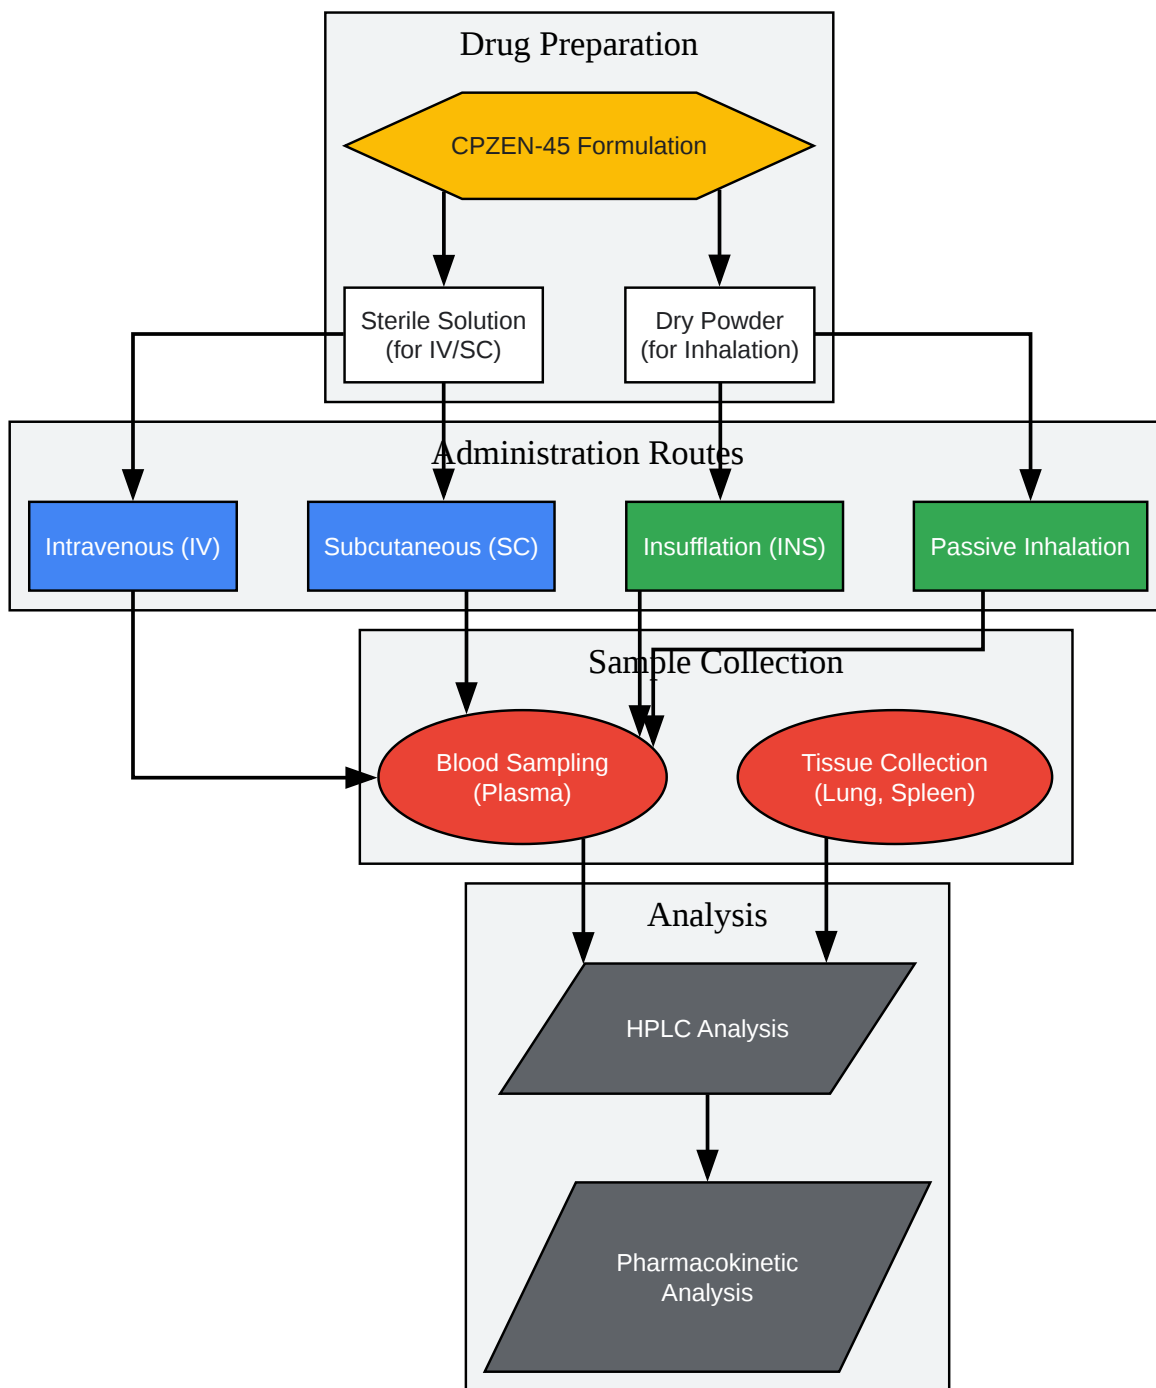 Drug Preparation
CPZEN-45 Formulation
Sterile Solution
(for IV/SC)
Dry Powder
(for Inhalation)
Administration Routes
Intravenous (IV)
Subcutaneous (SC)
Insufflation (INS)
Passive Inhalation
Sample Collection
Blood Sampling
(Plasma)
Tissue Collection
(Lung, Spleen)
Analysis
HPLC Analysis
Pharmacokinetic
Analysis